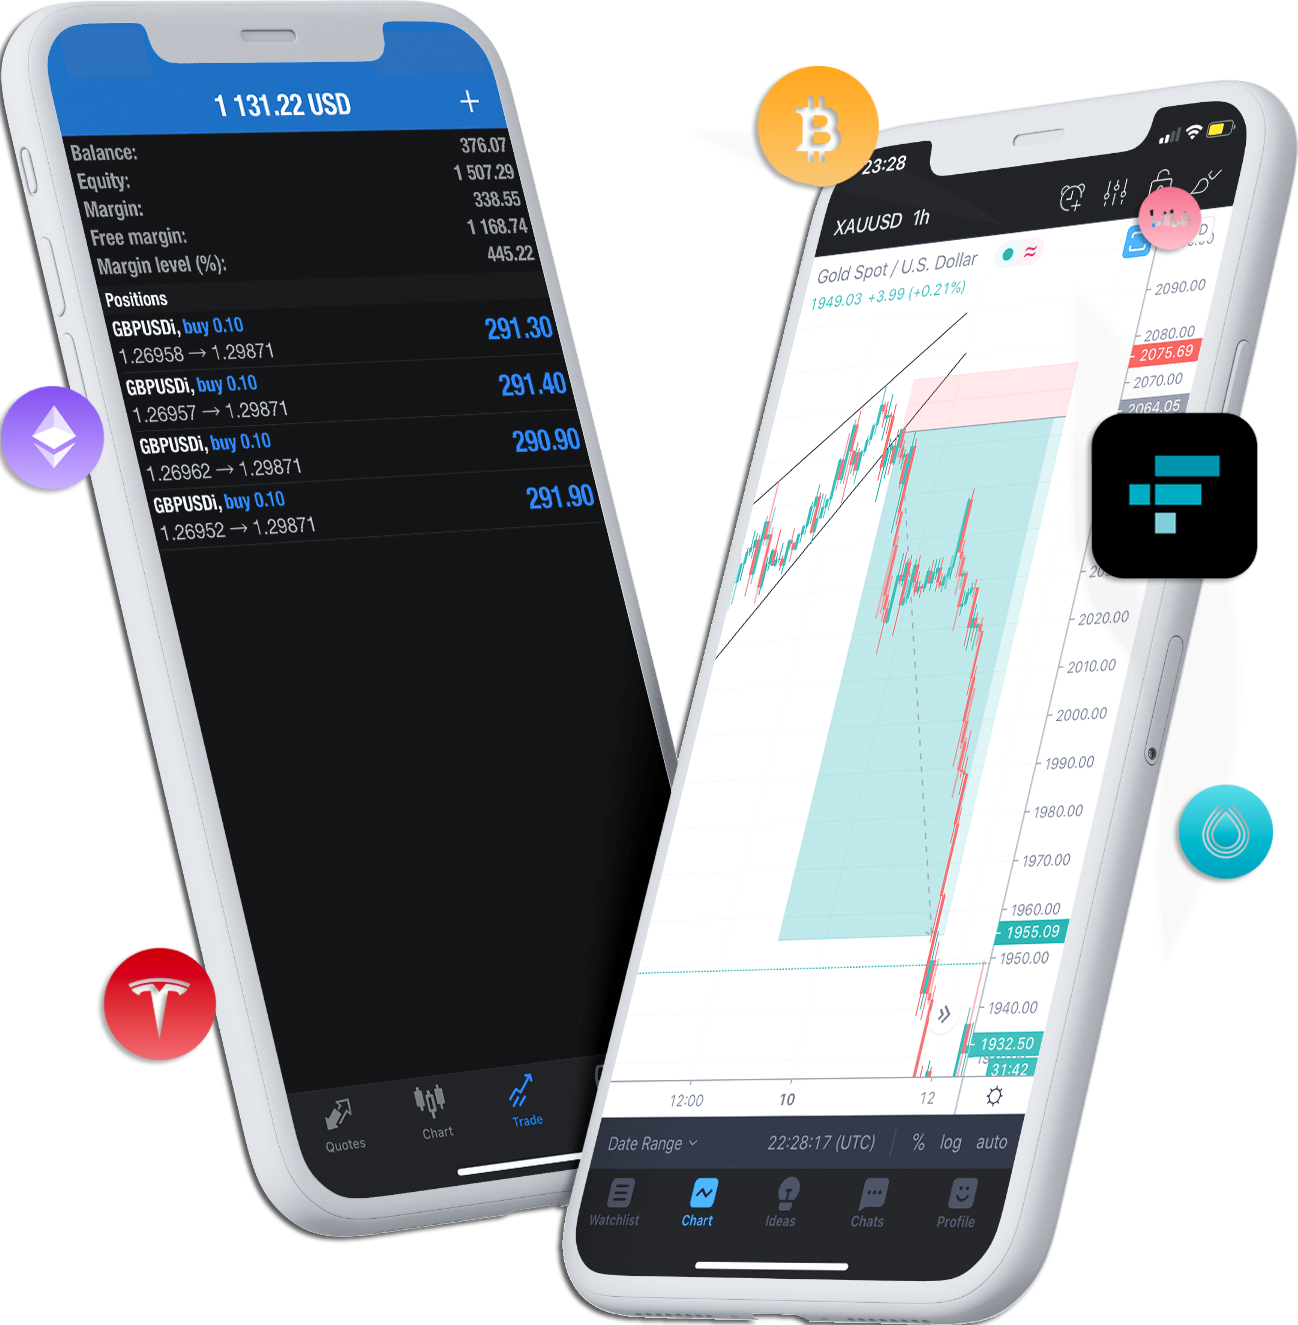 1 131.22 USD
+
Balance: 376.07
Equity: 1 507.29
Margin: 338.55
Free margin: 1 168.74
Margin level (%): 445.22
Positions
GBPUSDi, buy 0.10 291.30
1.26958 → 1.29871
GBPUSDi, buy 0.10 291.40
1.26957 → 1.29871
GBPUSDi, buy 0.10 290.90
1.26962 → 1.29871
GBPUSDi, buy 0.10 291.90
1.26952 → 1.29871
Quotes
Chart
Trade
23:28
XAUUSD 1h
Gold Spot / U.S. Dollar
1949.03 +3.99 (+0.21%)
2090.00
2080.00
2075.69
2070.00
2064.05
2020.00
2010.00
2000.00
1990.00
1980.00
1970.00
1960.00
1955.09
1950.00
1940.00
1932.50
31:42
12:00 10 12
Date Range 22:28:17 (UTC) % log auto
Watchlist Chart Ideas Chats Profile